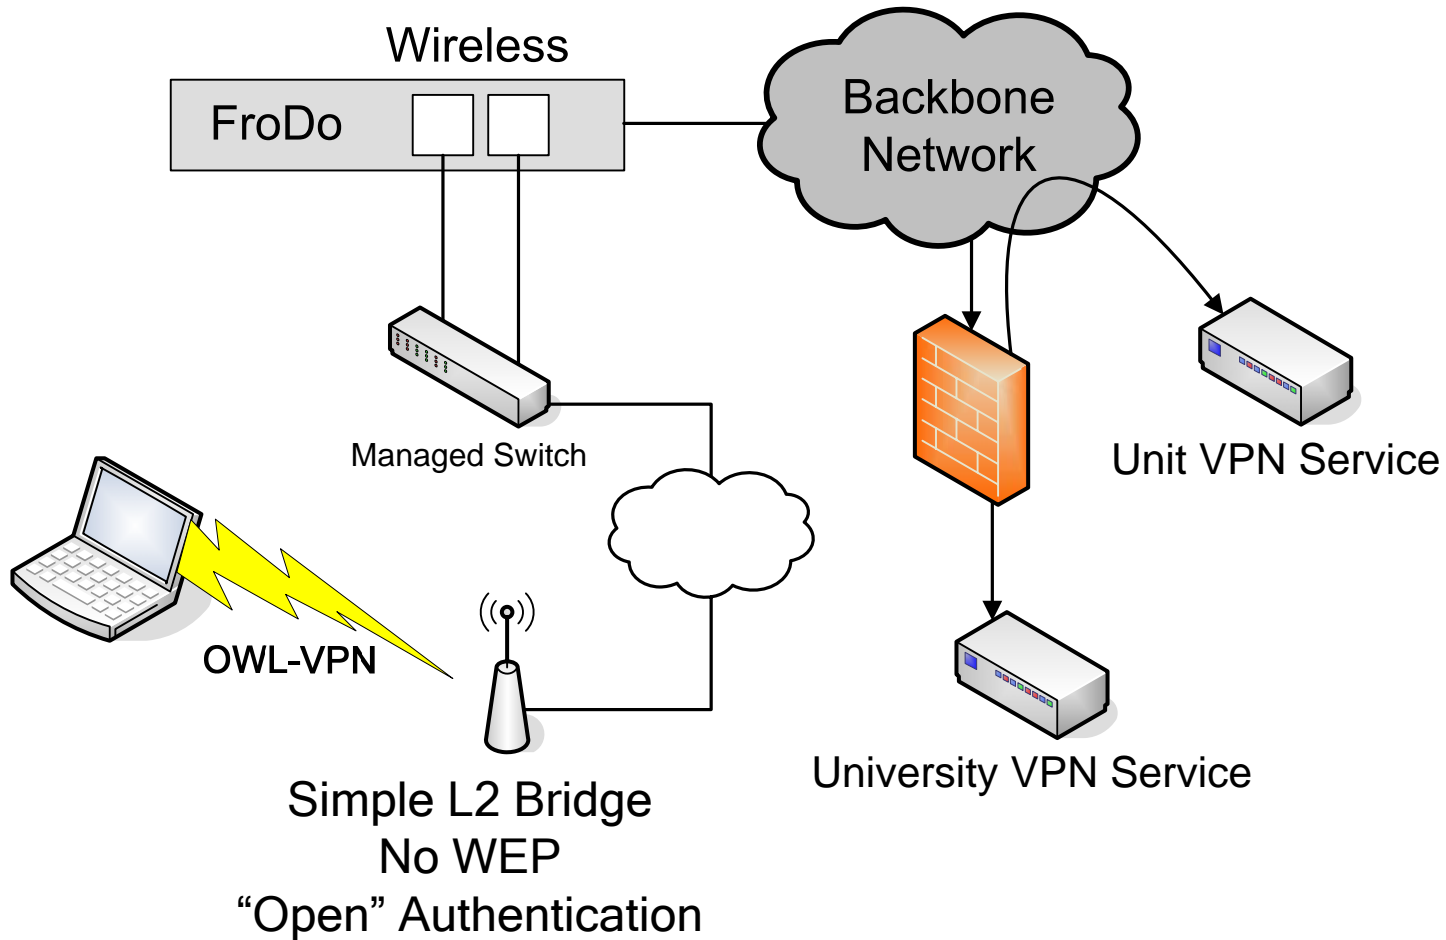 Wireless
FroDo
Backbone
Network
Managed Switch
Unit VPN Service
OWL-VPN
University VPN Service
Simple L2 Bridge
No WEP
“Open” Authentication